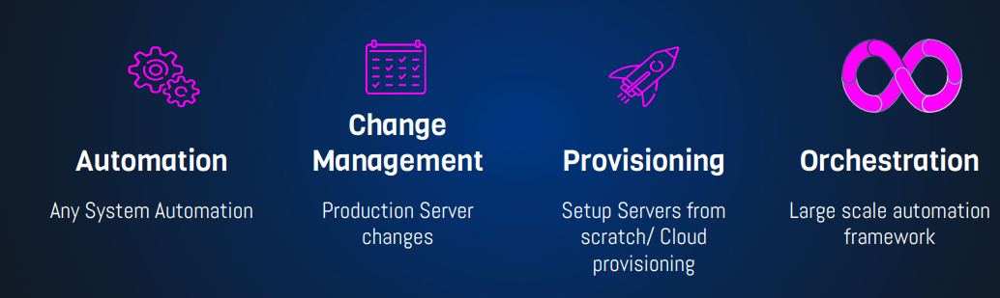 Automation
Any System Automation
Change
Management
Production Server
changes
Provisioning
Setup Servers from
scratch/ Cloud
provisioning
Orchestration
Large scale automation
framework